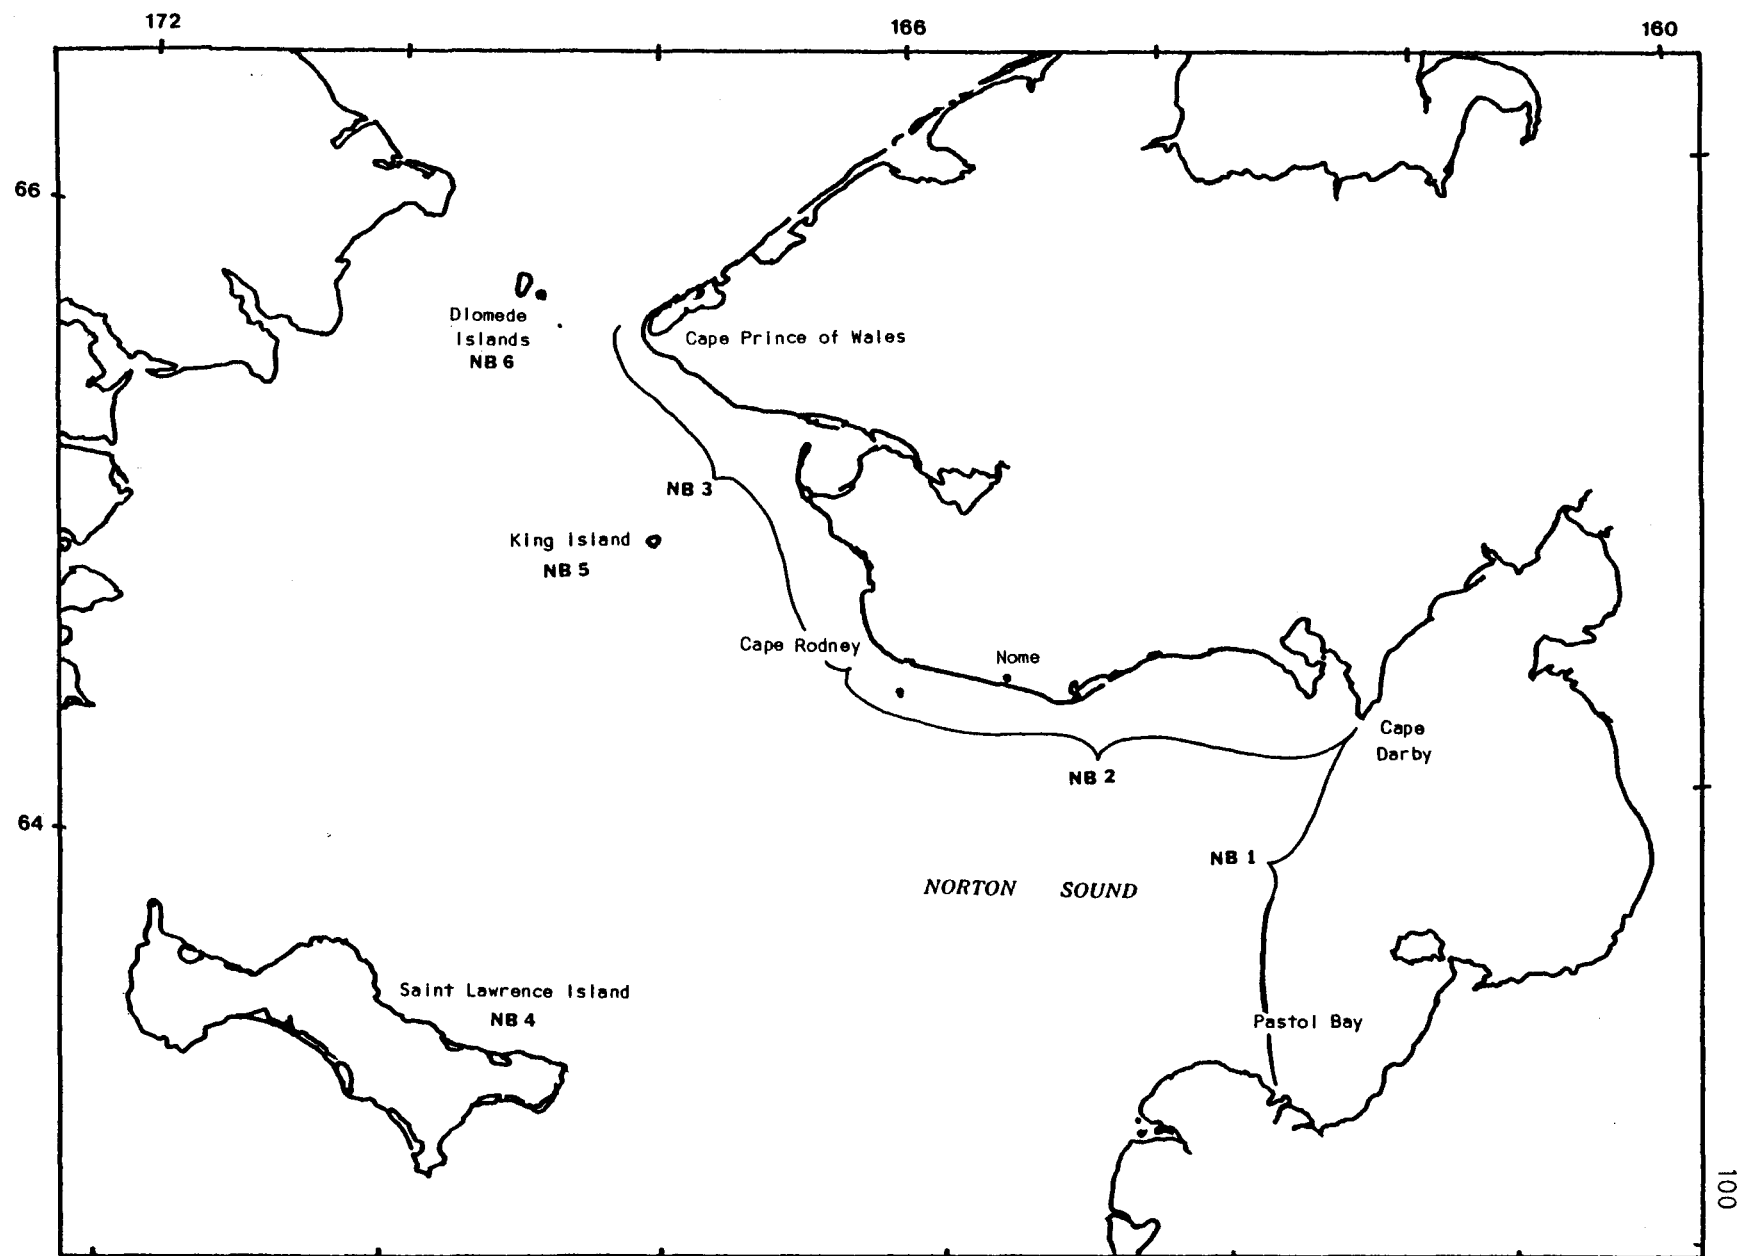 172
166
160
66
Diomede
Islands
NB 6
Cape Prince of Wales
NB 3
King Island
NB 5
Cape Rodney
Nome
Cape
Darby
NB 2
64
NB 1
NORTON SOUND
Saint Lawrence Island
NB 4
Pastol Bay
100